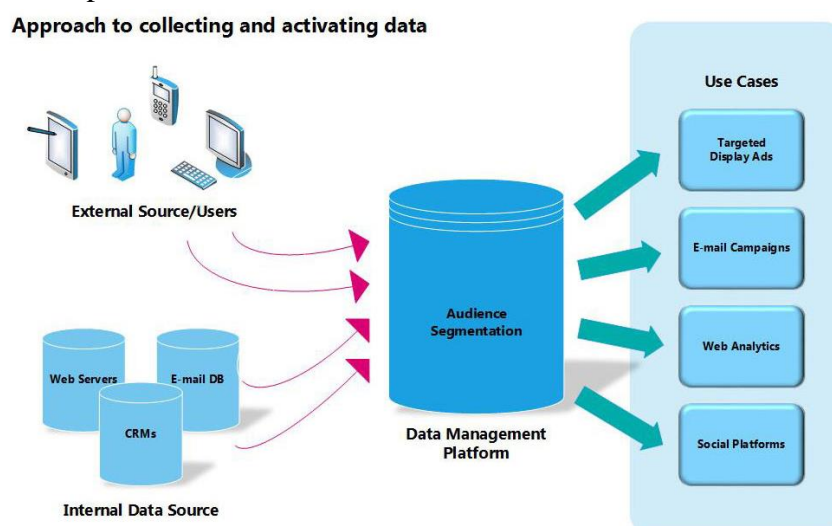 Approach to collecting and activating data
External Source/Users
Web Servers
E-mail DB
CRMs
Internal Data Source
Audience
Segmentation
Data Management
Platform
Use Cases
Targeted
Display Ads
E-mail Campaigns
Web Analytics
Social Platforms